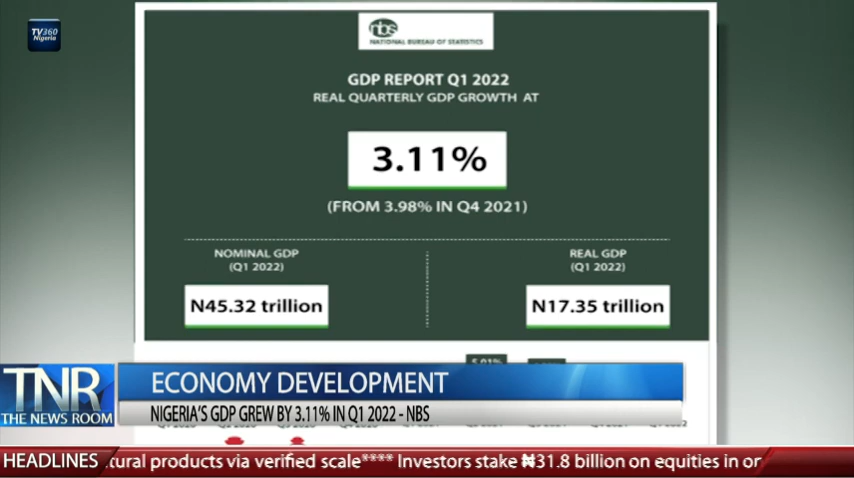 TV360
Nigeria
nbs
NATIONAL BUREAU OF STATISTICS
GDP REPORT Q1 2022
REAL QUARTERLY GDP GROWTH AT
3.11%
(FROM 3.98% IN Q4 2021)
NOMINAL GDP
(Q1 2022)
N45.32 trillion
REAL GDP
(Q1 2022)
N17.35 trillion
5.01%
TNR
THE NEWS ROOM
ECONOMY DEVELOPMENT
NIGERIA'S GDP GREW BY 3.11% IN Q1 2022 - NBS
HEADLINES
tural products via verified scale**** Investors stake ₦31.8 billion on equities in or